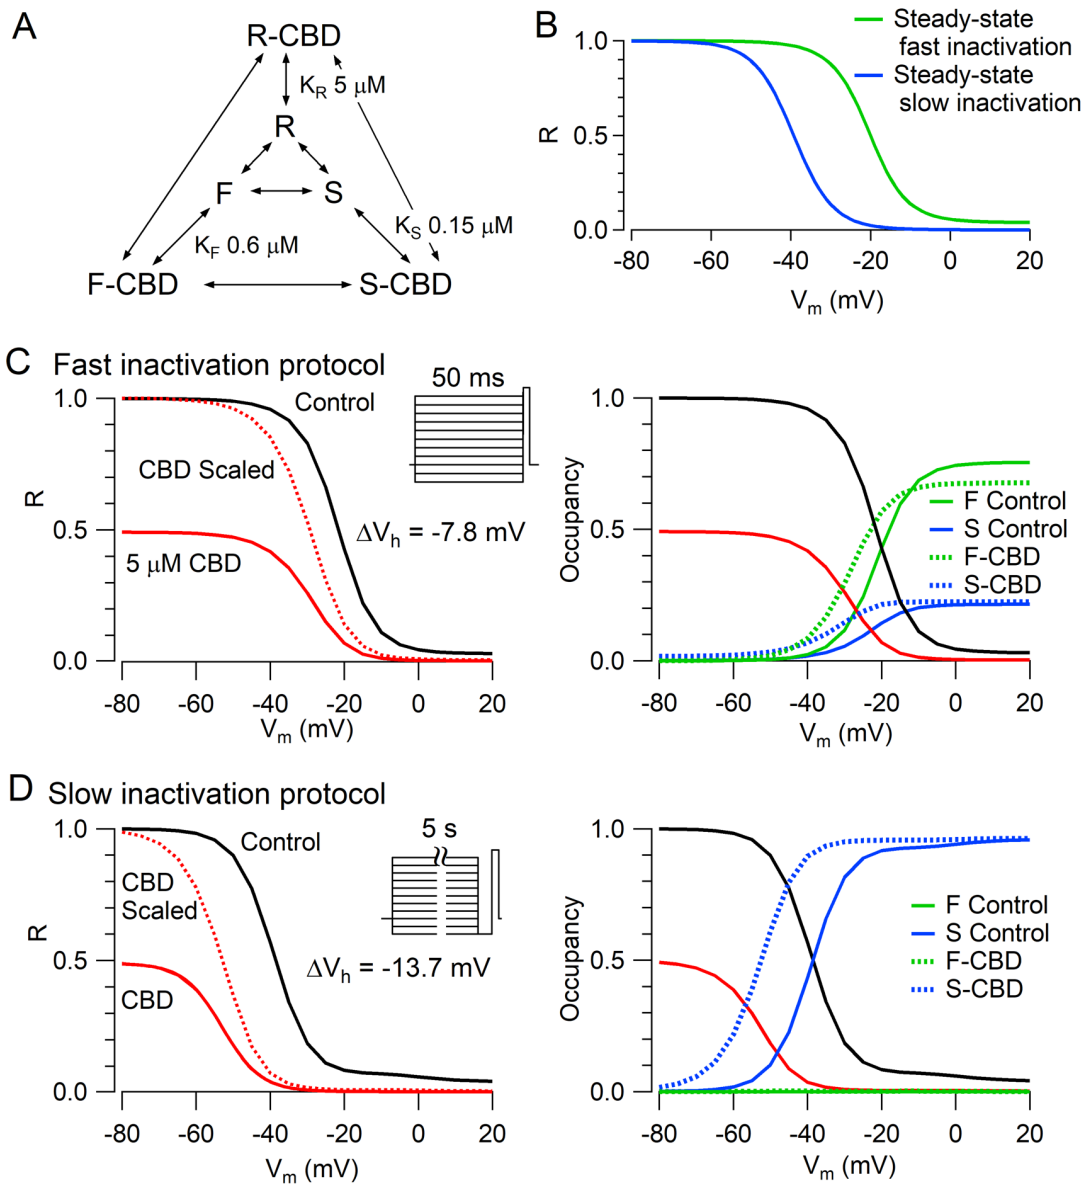 A
R-CBD
K_R 5 μM
R
F
S
K_F 0.6 μM
K_S 0.15 μM
F-CBD
S-CBD
B
Steady-state
fast inactivation
Steady-state
slow inactivation
R
1.0
0.5
0.0
-80 -60 -40 -20 0 20
V_m (mV)
C Fast inactivation protocol
R
1.0
0.5
0.0
Control
50 ms
CBD Scaled
ΔV_h = -7.8 mV
5 μM CBD
-80 -60 -40 -20 0 20
V_m (mV)
Occupancy
1.0
0.5
0.0
F Control
S Control
F-CBD
S-CBD
-80 -60 -40 -20 0 20
V_m (mV)
D Slow inactivation protocol
R
1.0
0.5
0.0
Control
5 s
CBD
Scaled
ΔV_h = -13.7 mV
CBD
-80 -60 -40 -20 0 20
V_m (mV)
Occupancy
1.0
0.5
0.0
F Control
S Control
F-CBD
S-CBD
-80 -60 -40 -20 0 20
V_m (mV)